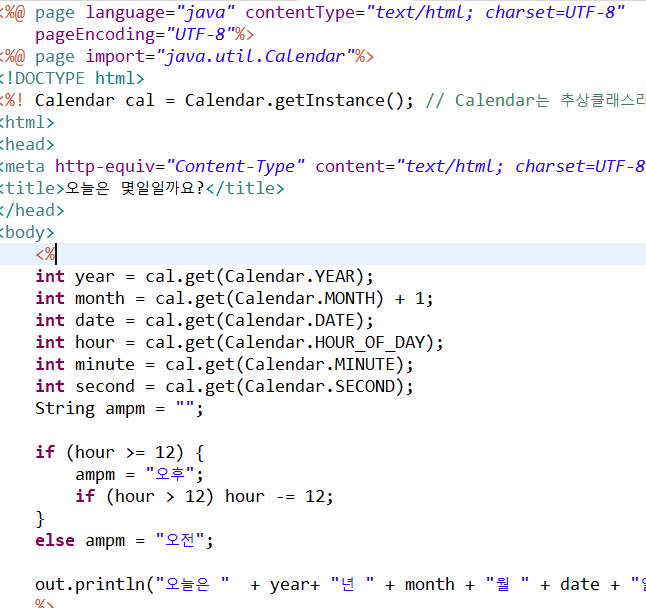 <%@ page language="java" contentType="text/html; charset=UTF-8"
pageEncoding="UTF-8"%>
<%@ page import="java.util.Calendar"%>
<!DOCTYPE html>
<%! Calendar cal = Calendar.getInstance(); // Calendar는 추상클래스라
<html>
<head>
<meta http-equiv="Content-Type" content="text/html; charset=UTF-8
<title>오늘은 몇일일까요?</title>
</head>
<body>
<%
int year = cal.get(Calendar.YEAR);
int month = cal.get(Calendar.MONTH) + 1;
int date = cal.get(Calendar.DATE);
int hour = cal.get(Calendar.HOUR_OF_DAY);
int minute = cal.get(Calendar.MINUTE);
int second = cal.get(Calendar.SECOND);
String ampm = "";
if (hour >= 12) {
ampm = "오후";
if (hour > 12) hour -= 12;
}
else ampm = "오전";
out.println("오늘은 "  + year+ "년 " + month + "월 " + date + "일
%>